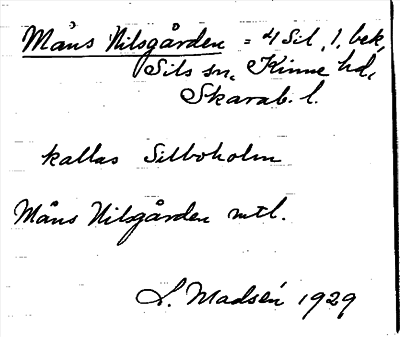 Måns Nilsgården = 4 Sil, 1, bek,
Sils sn, Kinne hd,
Skarab. l.
kallas Silboholm
Måns Nilsgården mtl.
L. Madsén 1929